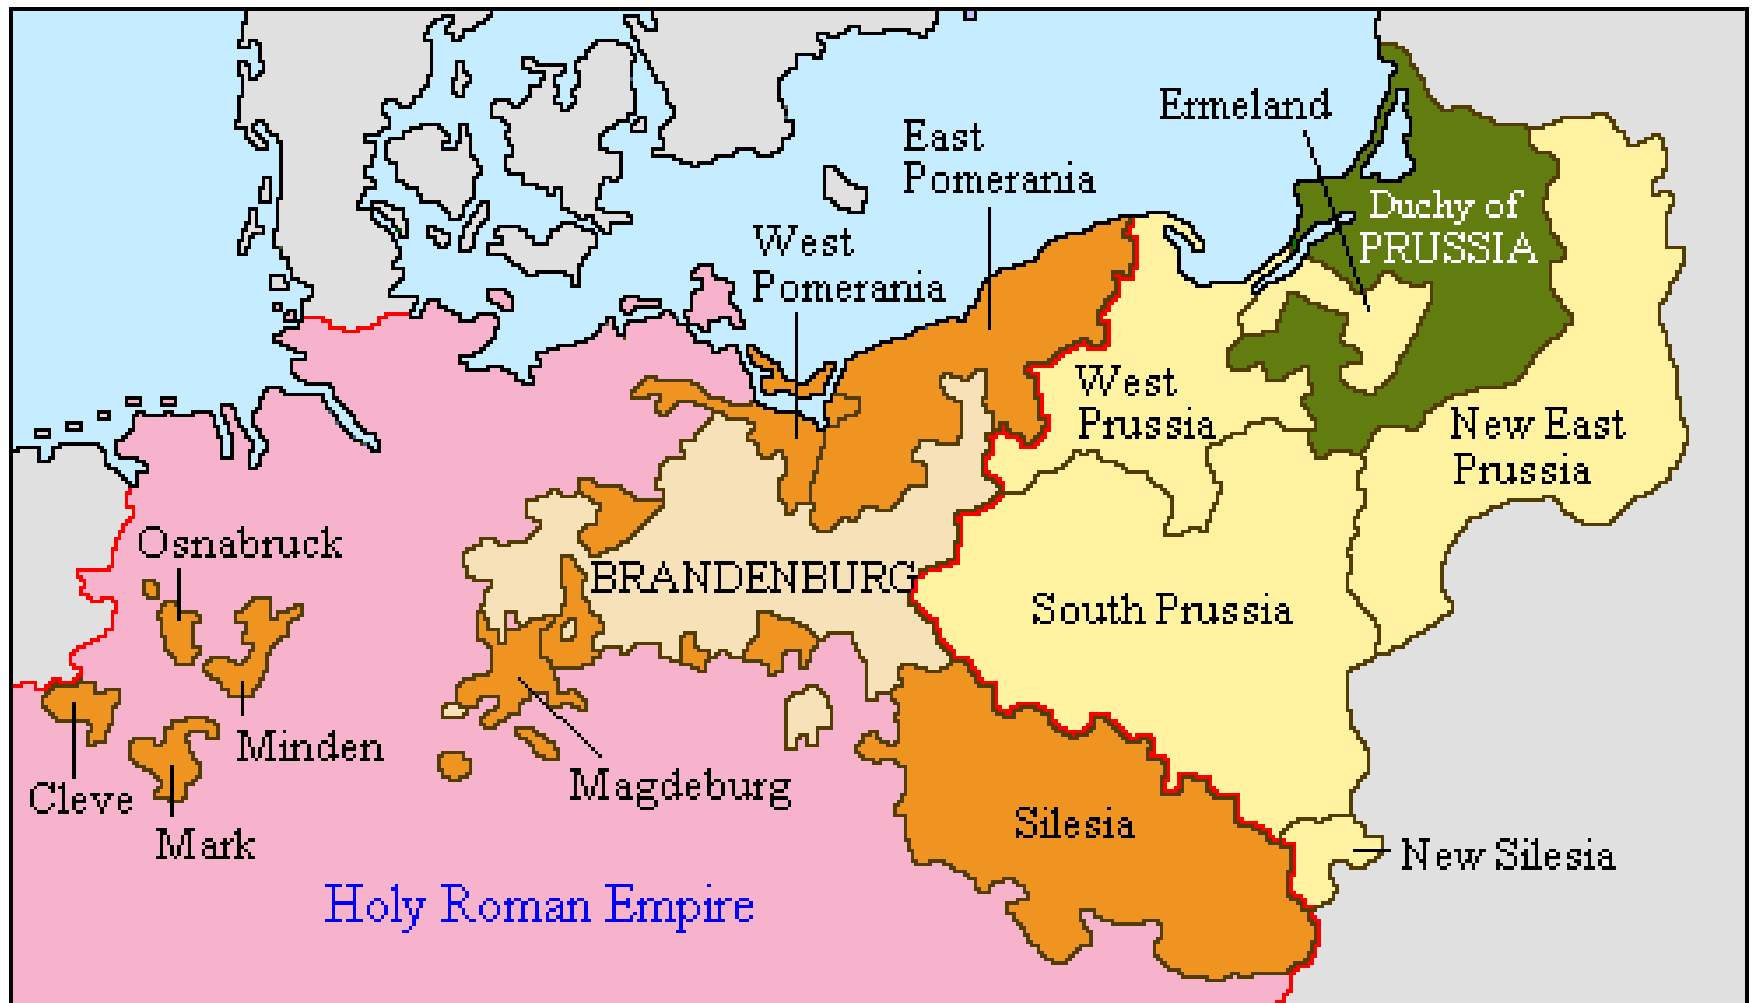 Ermeland
East
Pomerania
Duchy of
PRUSSIA
West
Pomerania
West
Prussia
New East
Prussia
Osnabruck
BRANDENBURG
South Prussia
Minden
Cleve
Magdeburg
Mark
Silesia
New Silesia
Holy Roman Empire